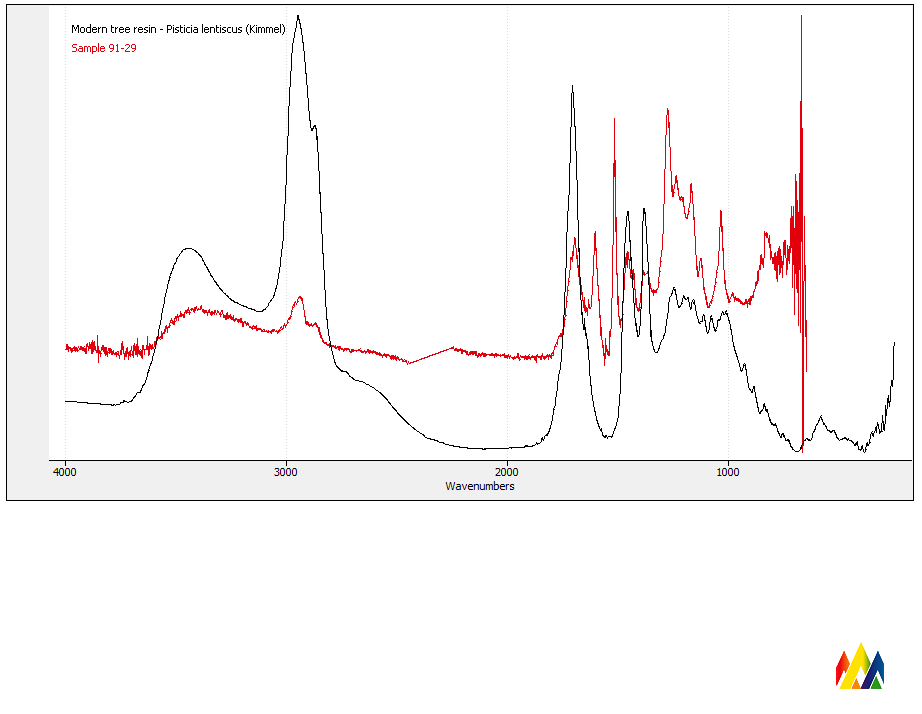 Modern tree resin - Pisticia lentiscus (Kimmel)
Sample 91-29
4000 3000 2000 1000
Wavenumbers